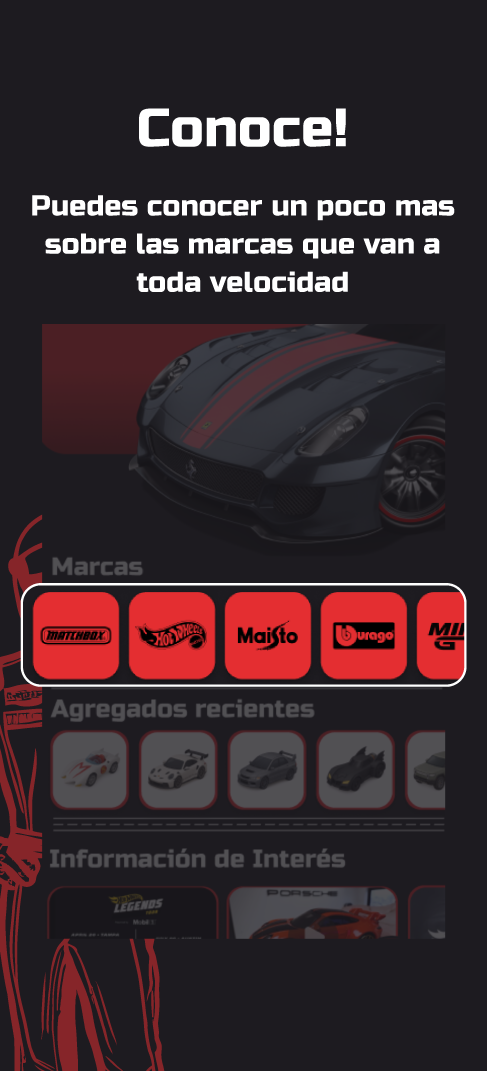 Conoce!
Puedes conocer un poco mas
sobre las marcas que van a
toda velocidad
Marcas
MATCHBOX
Hot Wheels
Maisto
Burago
Agregados recientes
Información de Interés
LEGENDS
PORSCHE